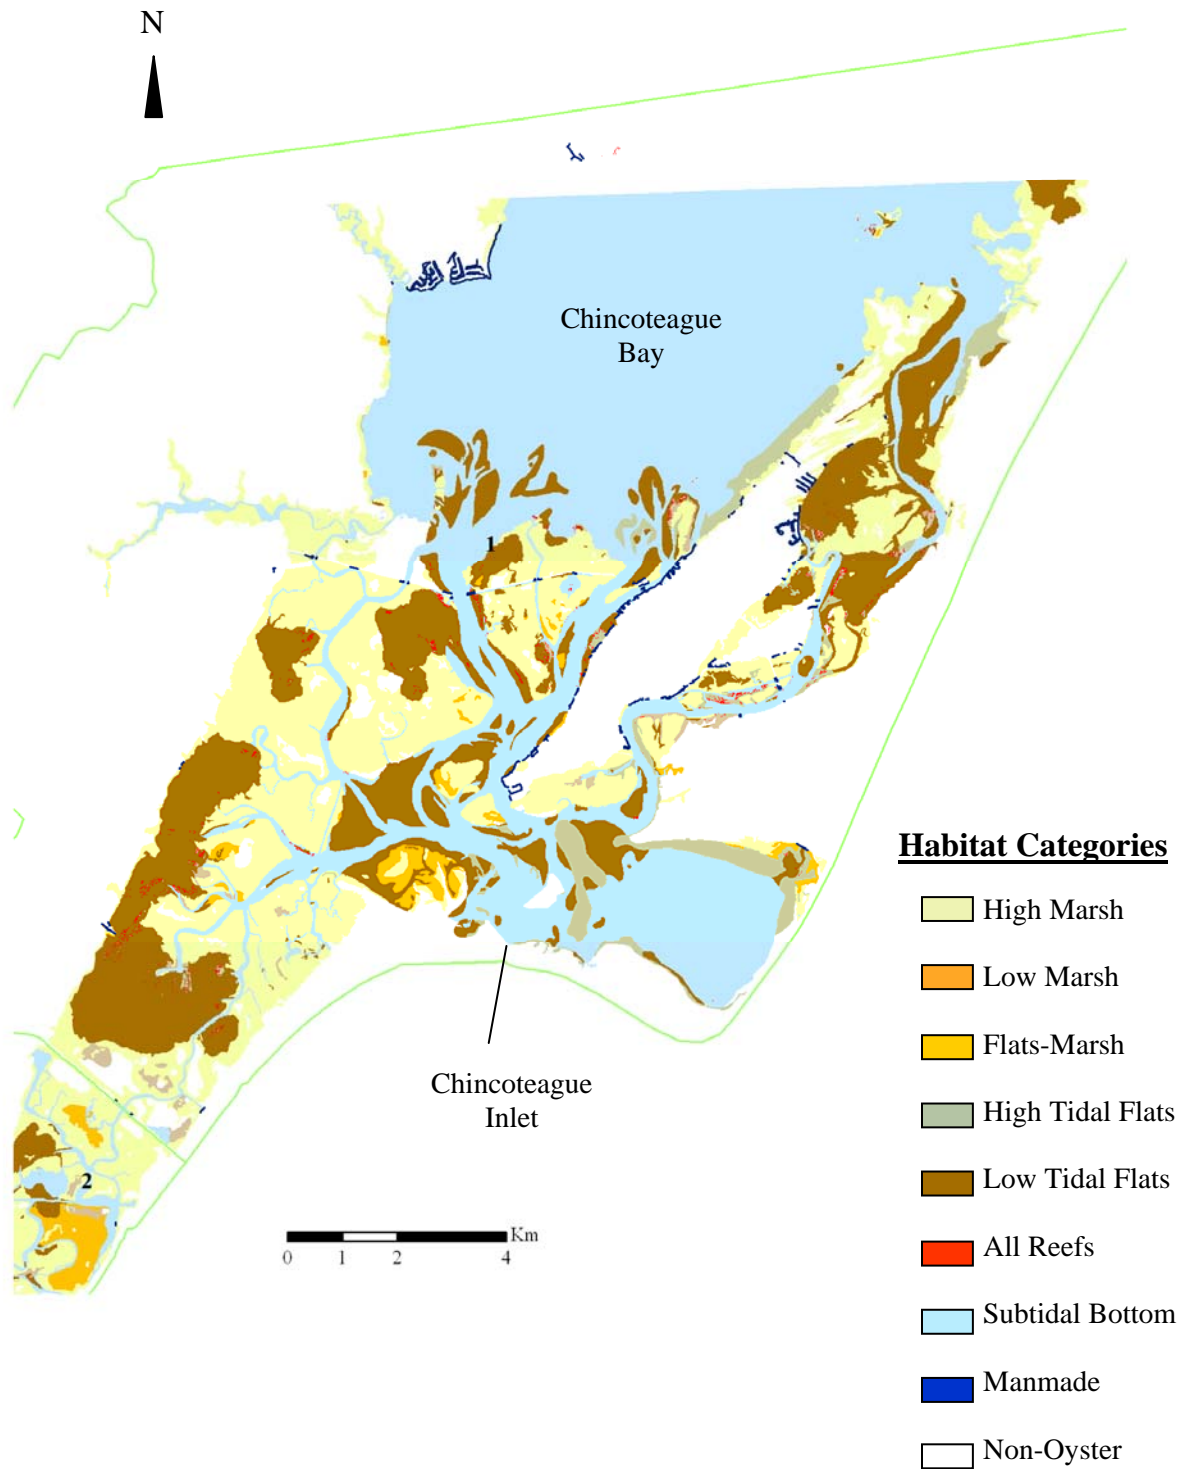 N
Chincoteague
Bay
1
Habitat Categories
High Marsh
Low Marsh
Flats-Marsh
Chincoteague
Inlet
High Tidal Flats
2
Low Tidal Flats
Km
0 1 2 4
All Reefs
Subtidal Bottom
Manmade
Non-Oyster